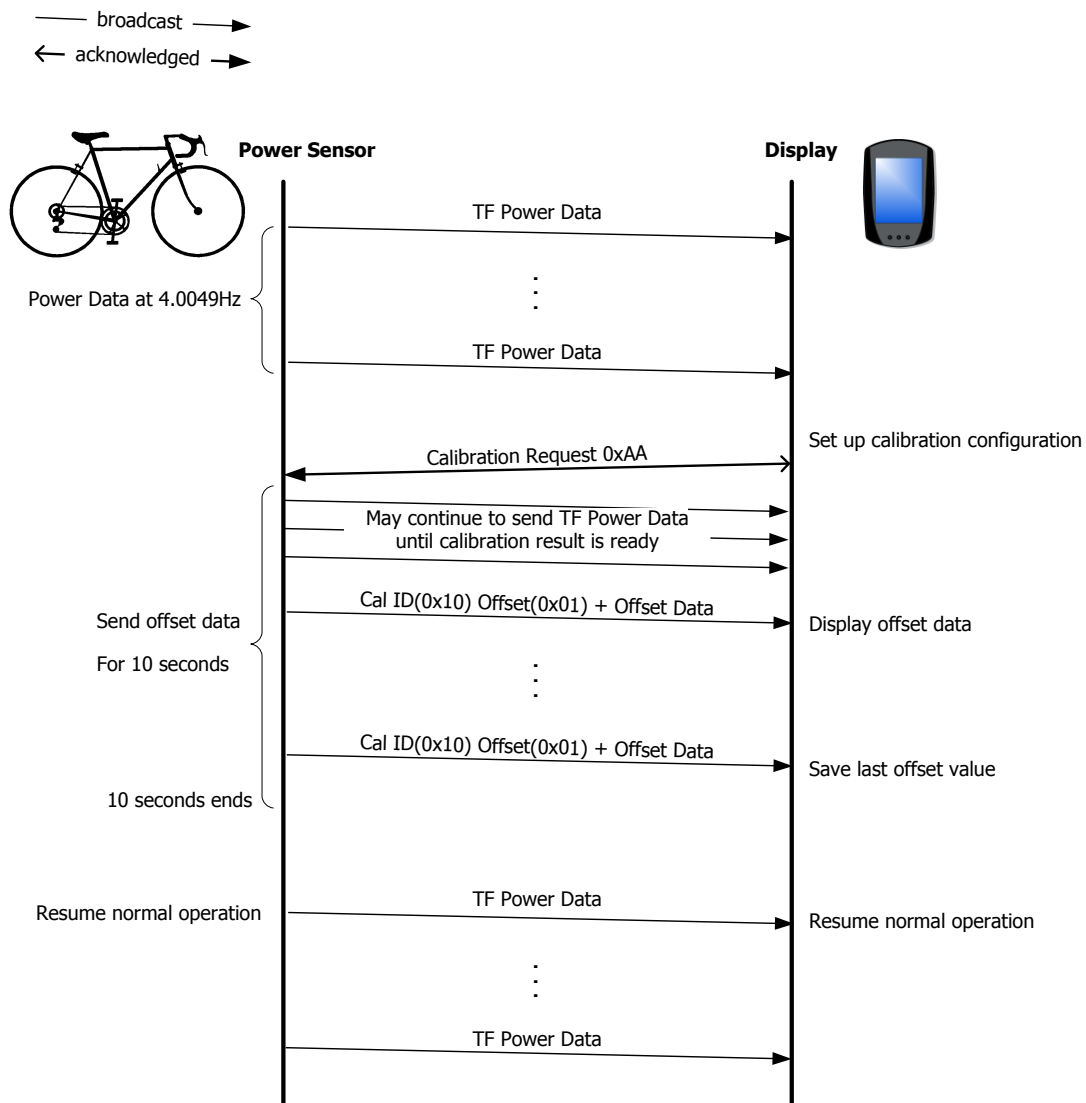 broadcast
acknowledged
Power Sensor
Display
TF Power Data
Power Data at 4.0049Hz
TF Power Data
Set up calibration configuration
Calibration Request 0xAA
May continue to send TF Power Data
until calibration result is ready
Cal ID(0x10) Offset(0x01) + Offset Data
Send offset data
For 10 seconds
Display offset data
Cal ID(0x10) Offset(0x01) + Offset Data
Save last offset value
10 seconds ends
TF Power Data
Resume normal operation
Resume normal operation
TF Power Data